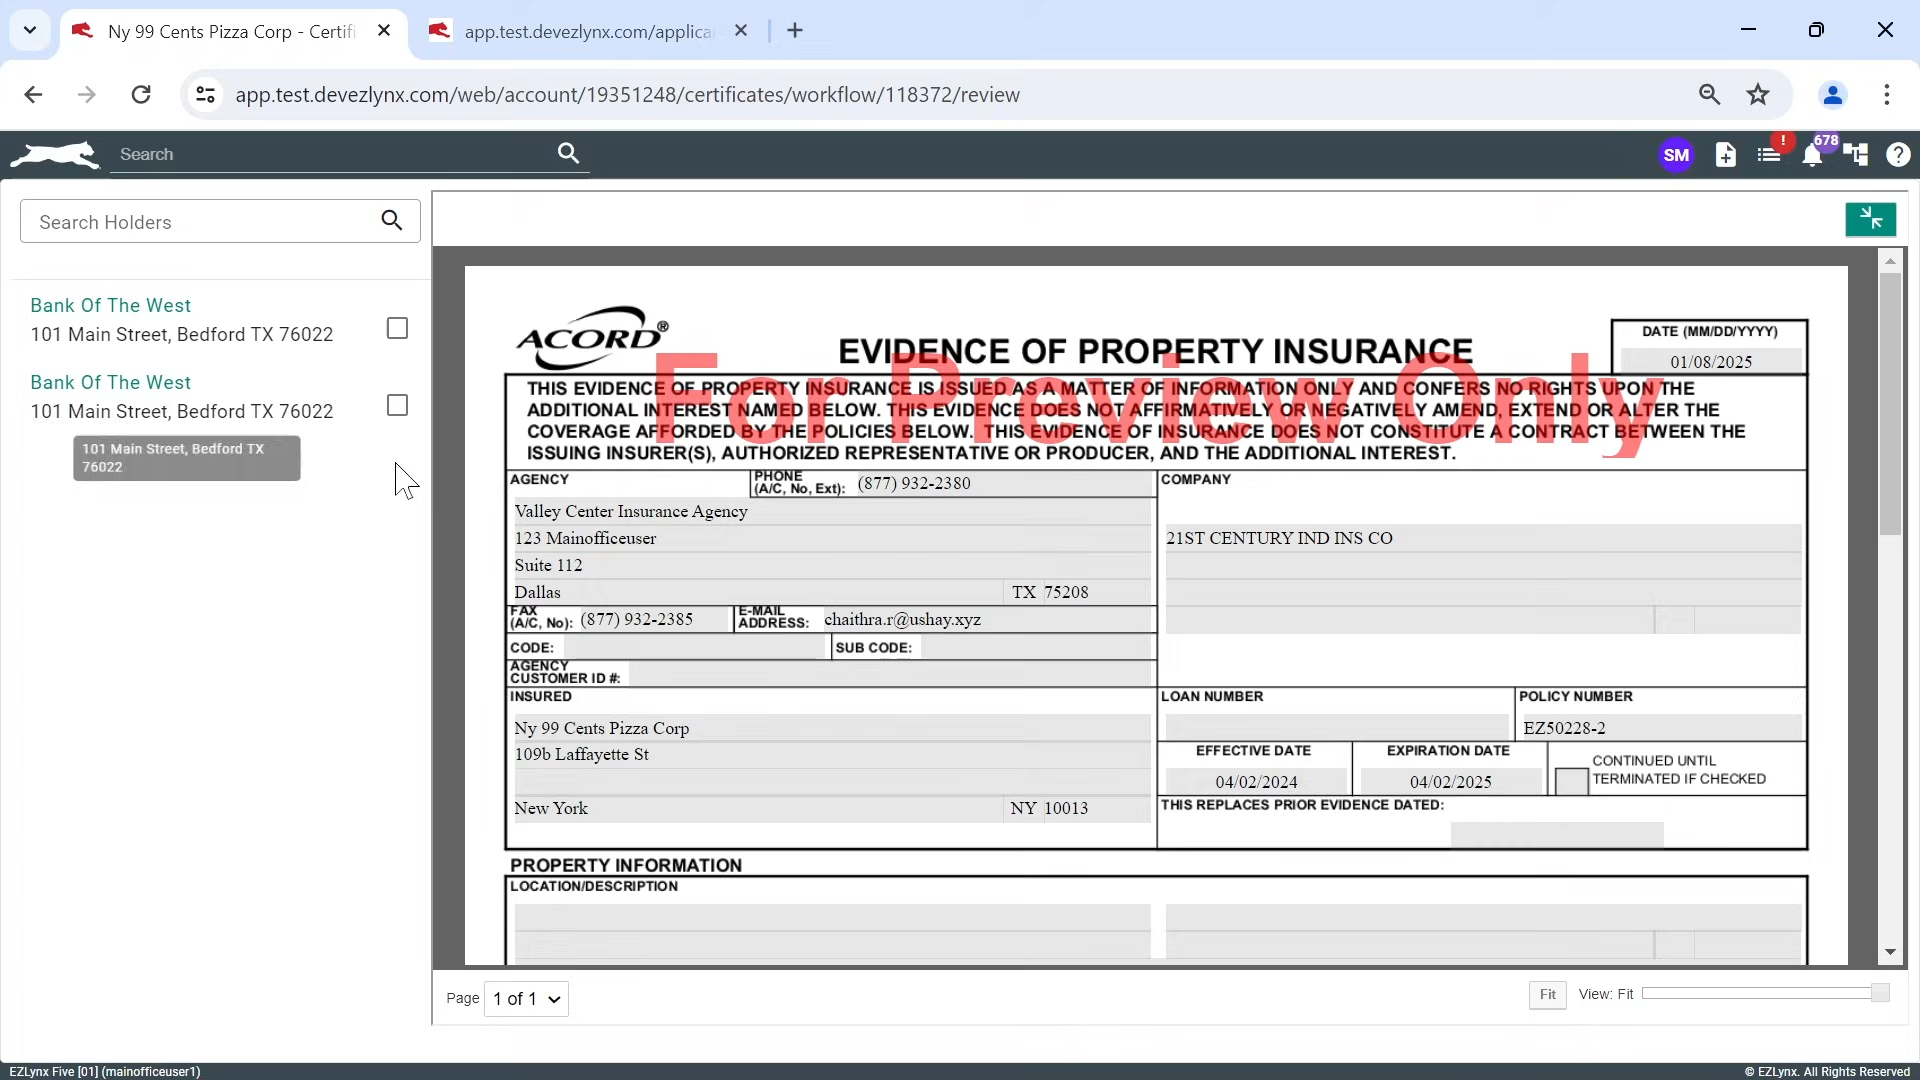 Ny 99 Cents Pizza Corp - Certifi
app.test.devezlynx.com/applica
app.test.devezlynx.com/web/account/19351248/certificates/workflow/118372/review
Search
SM
!
678
Search Holders
Bank Of The West
101 Main Street, Bedford TX 76022
Bank Of The West
101 Main Street, Bedford TX 76022
101 Main Street, Bedford TX
76022
ACORD®
EVIDENCE OF PROPERTY INSURANCE
DATE (MM/DD/YYYY)
01/08/2025
For Preview Only
THIS EVIDENCE OF PROPERTY INSURANCE IS ISSUED AS A MATTER OF INFORMATION ONLY AND CONFERS NO RIGHTS UPON THE
ADDITIONAL INTEREST NAMED BELOW. THIS EVIDENCE DOES NOT AFFIRMATIVELY OR NEGATIVELY AMEND, EXTEND OR ALTER THE
COVERAGE AFFORDED BY THE POLICIES BELOW. THIS EVIDENCE OF INSURANCE DOES NOT CONSTITUTE A CONTRACT BETWEEN THE
ISSUING INSURER(S), AUTHORIZED REPRESENTATIVE OR PRODUCER, AND THE ADDITIONAL INTEREST.
AGENCY
PHONE
(A/C, No, Ext): (877) 932-2380
COMPANY
Valley Center Insurance Agency
123 Mainofficeuser
21ST CENTURY IND INS CO
Suite 112
Dallas TX 75208
FAX
(A/C, No): (877) 932-2385
E-MAIL
ADDRESS: chaithra.r@ushay.xyz
CODE: SUB CODE:
AGENCY
CUSTOMER ID #:
INSURED
LOAN NUMBER
POLICY NUMBER
Ny 99 Cents Pizza Corp
EZ50228-2
109b Laffayette St
EFFECTIVE DATE
EXPIRATION DATE
CONTINUED UNTIL
TERMINATED IF CHECKED
04/02/2024
04/02/2025
New York NY 10013
THIS REPLACES PRIOR EVIDENCE DATED:
PROPERTY INFORMATION
LOCATION/DESCRIPTION
Page 1 of 1
Fit View: Fit
EZLynx Five [01] (mainofficeuser1)
© EZLynx. All Rights Reserved